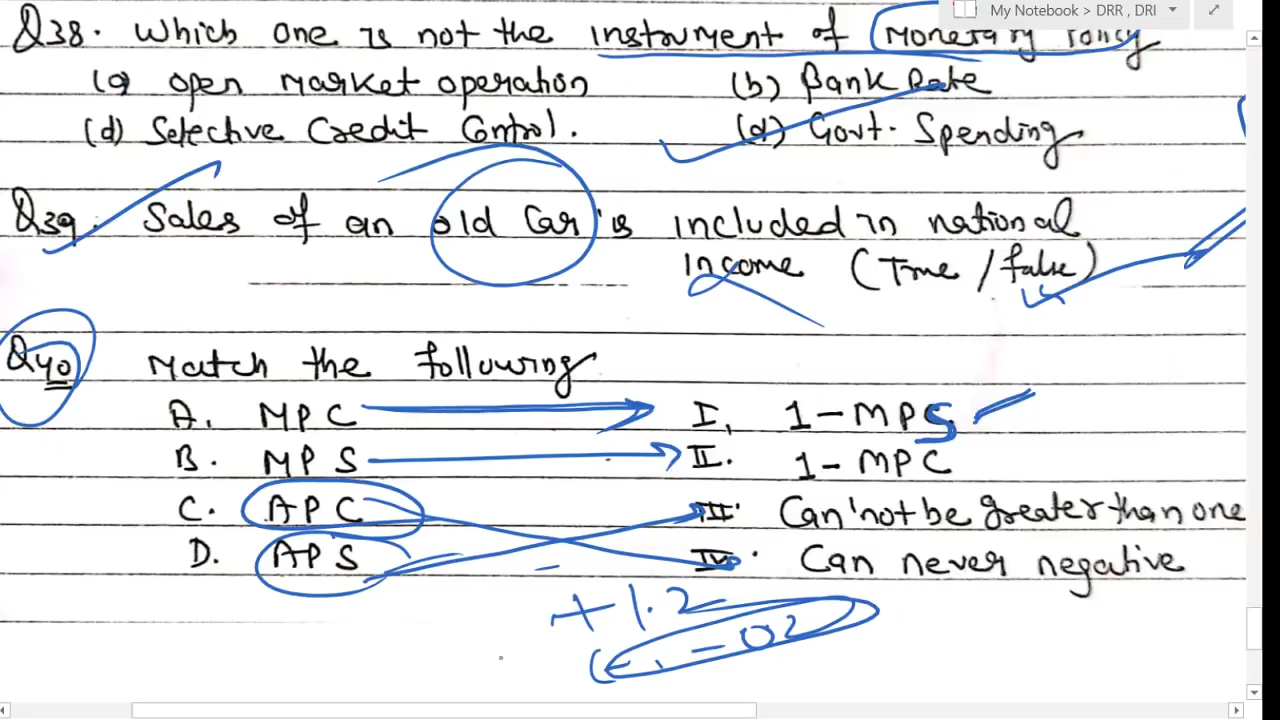 My Notebook > DRR , DRI
Q38. Which one is not the instrument of Monetary Policy
(a) open market operation (b) Bank Rate
(d) Selective Credit Control. (d) Govt. Spending
Q39. Sales of an old Car is included in national
income (True / false)
Q40 Match the following
A. MPC I, 1-MPS
B. MPS II. 1-MPC
C. APC III. Can'not be greater than one
D. APS IV. Can never negative
+1.2